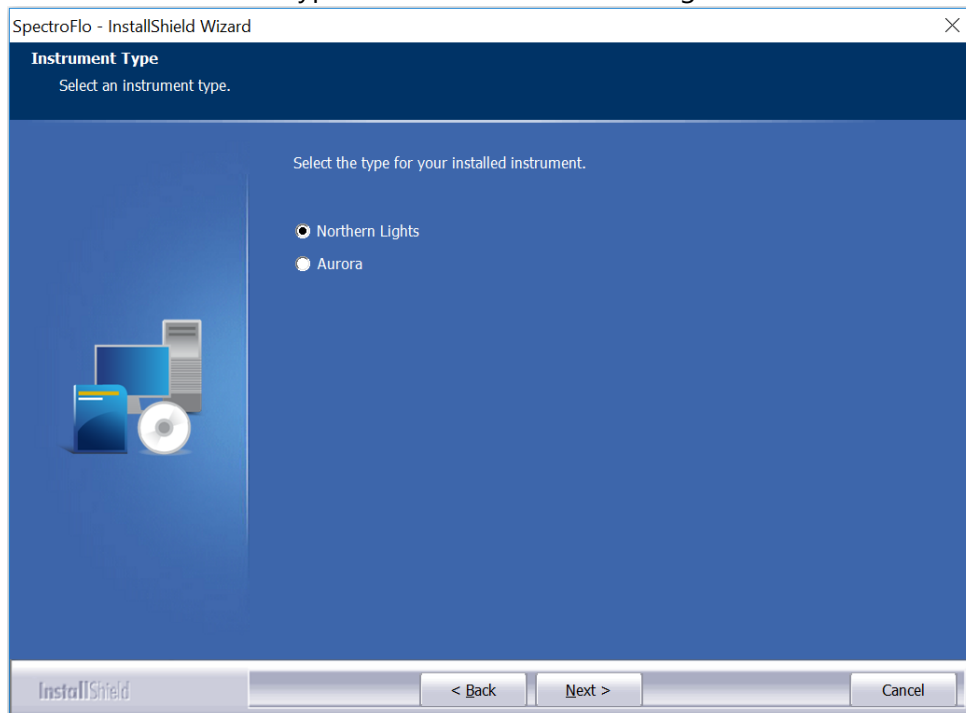 SpectroFlo - InstallShield Wizard
Instrument Type
Select an instrument type.
Select the type for your installed instrument.
Northern Lights
Aurora
InstallShield
< Back
Next >
Cancel